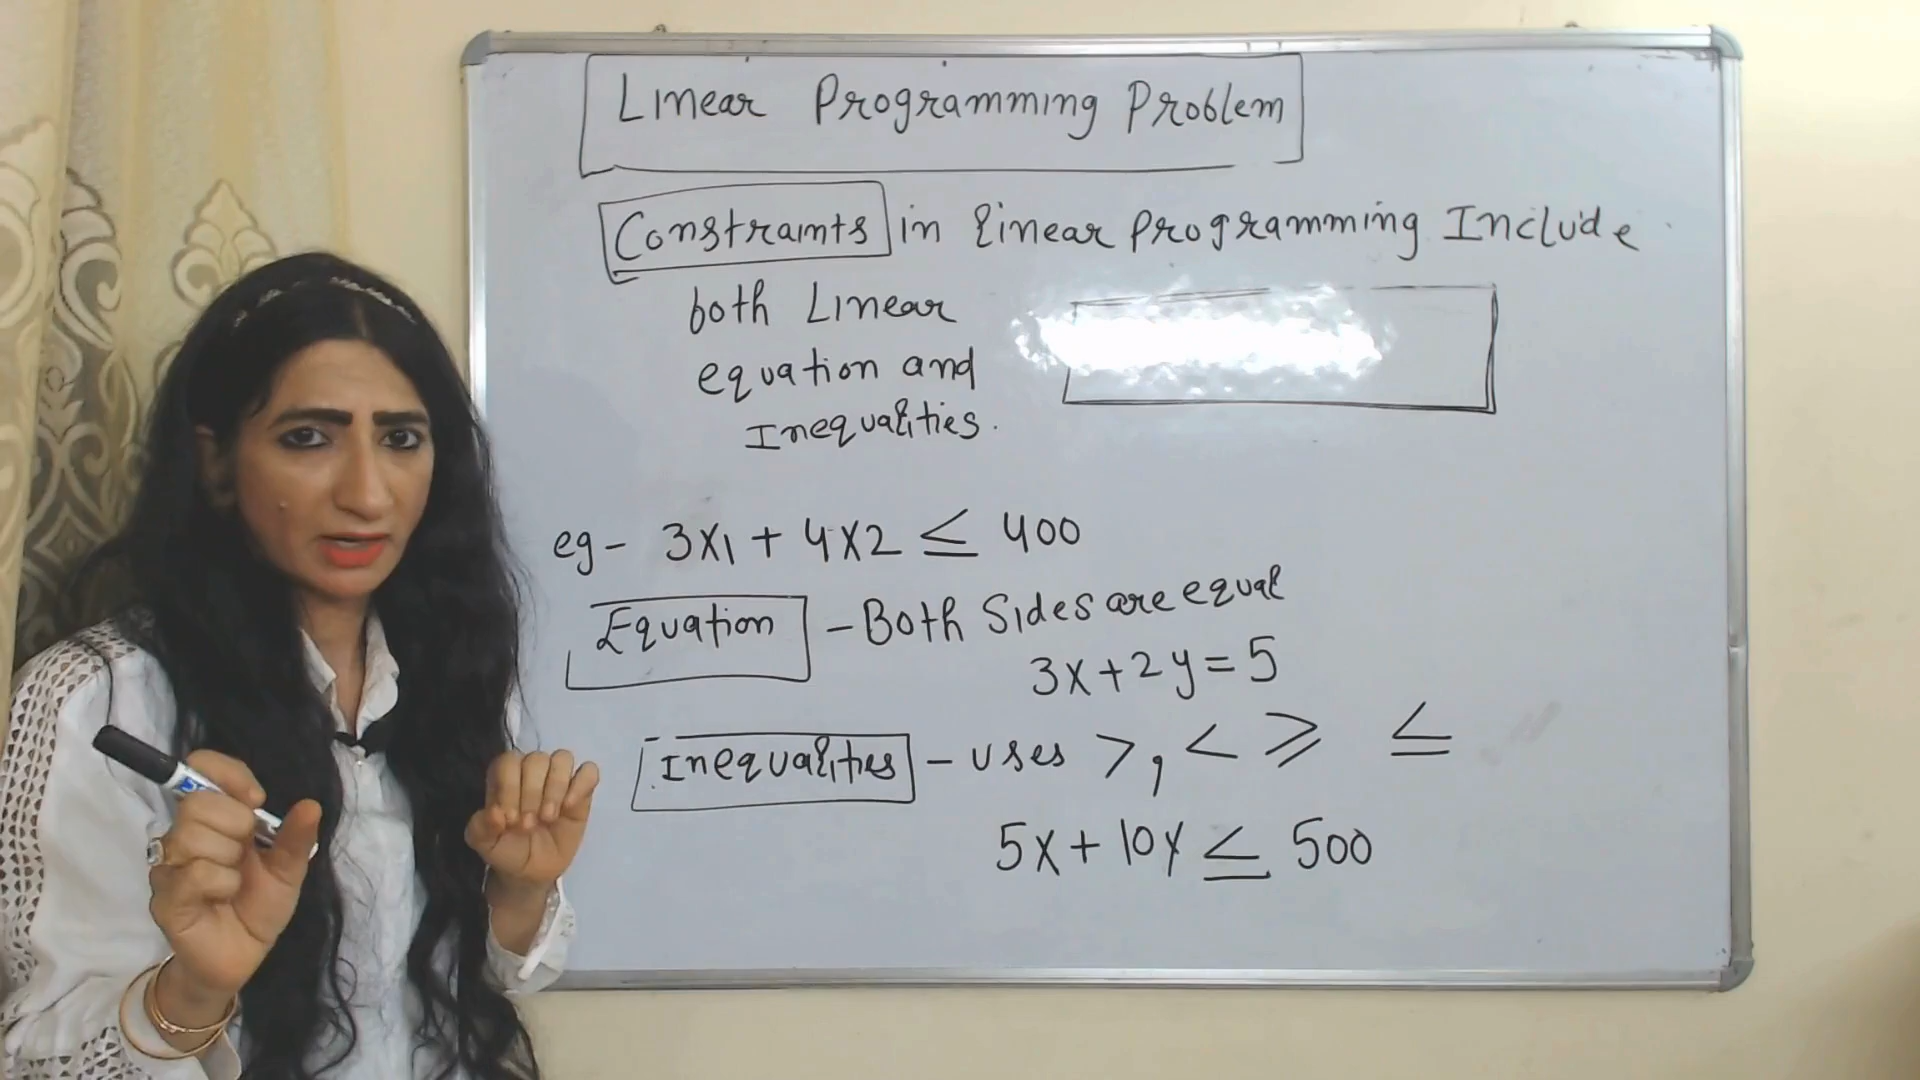 Linear Programming Problem
Constraints in Linear Programming Include
both Linear
equation and
Inequalities.
eg- 3x1 + 4x2 ≤ 400
Equation - Both Sides are equal
3x+2y=5
Inequalities - uses >, < ≥ ≤
5x+10y ≤ 500